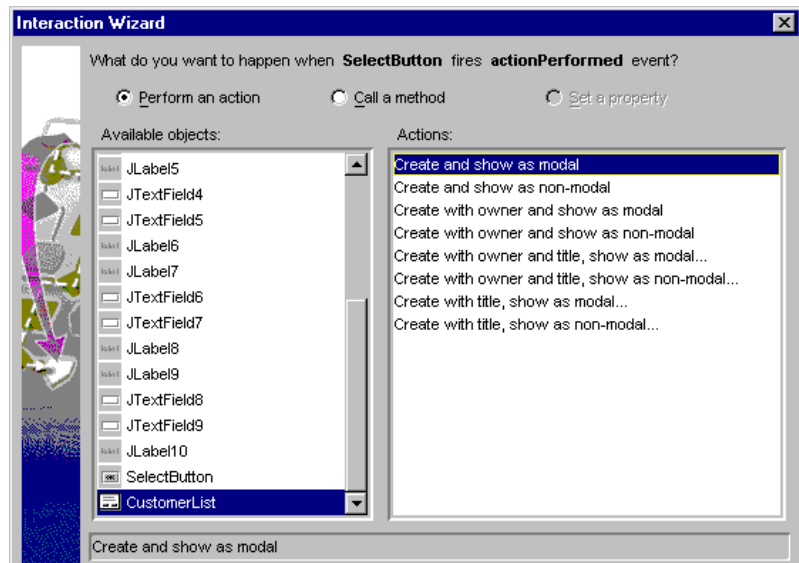 Interaction Wizard
What do you want to happen when SelectButton fires actionPerformed event?
Perform an action
Call a method
Set a property
Available objects:
JLabel5
JTextField4
JTextField5
JLabel6
JLabel7
JTextField6
JTextField7
JLabel8
JLabel9
JTextField8
JTextField9
JLabel10
SelectButton
CustomerList
Actions:
Create and show as modal
Create and show as non-modal
Create with owner and show as modal
Create with owner and show as non-modal
Create with owner and title, show as modal...
Create with owner and title, show as non-modal...
Create with title, show as modal...
Create with title, show as non-modal...
Create and show as modal